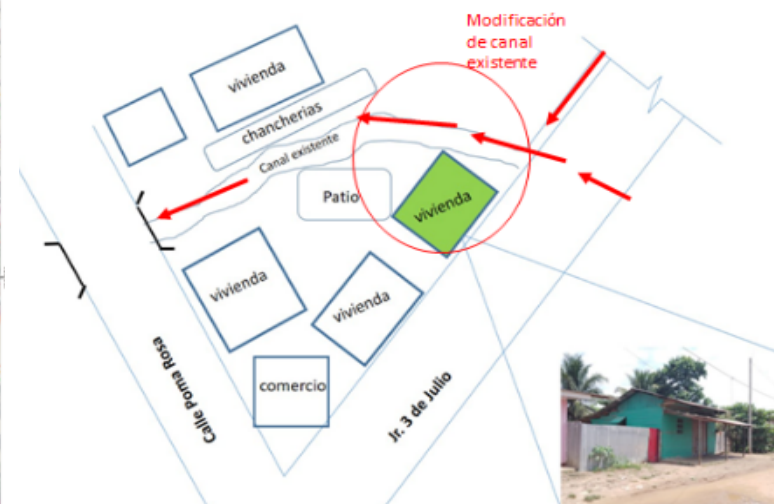 Modificación
de canal
existente
vivienda
chancherias
Canal existente
Patio
vivienda
vivienda
vivienda
comercio
Calle Poma Rosa
Jr. 3 de Julio